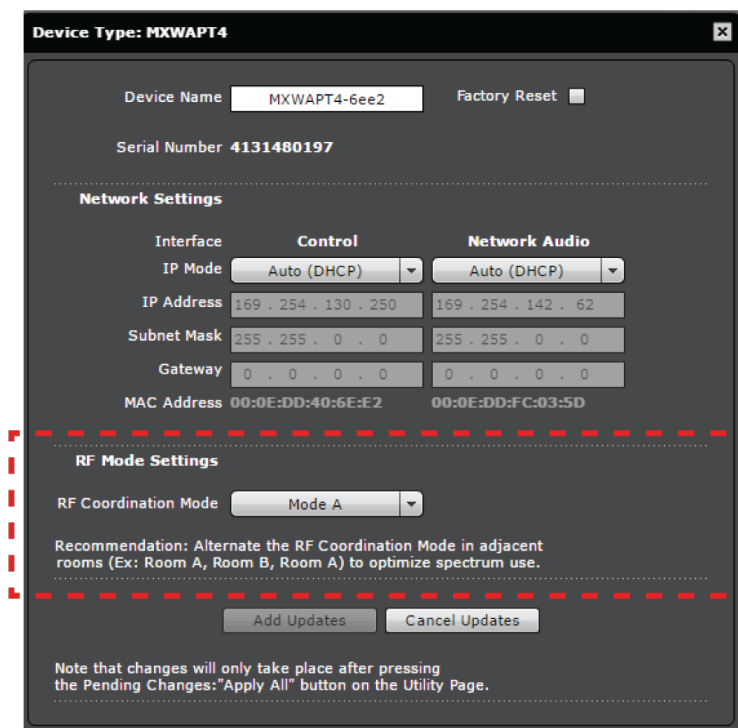 Device Type: MXWAPT4
Device Name MXWAPT4-6ee2 Factory Reset
Serial Number 4131480197
Network Settings
Interface Control Network Audio
IP Mode Auto (DHCP) Auto (DHCP)
IP Address 169 . 254 . 130 . 250 169 . 254 . 142 . 62
Subnet Mask 255 . 255 . 0 . 0 255 . 255 . 0 . 0
Gateway 0 . 0 . 0 . 0 0 . 0 . 0 . 0
MAC Address 00:0E:DD:40:6E:E2 00:0E:DD:FC:03:5D
RF Mode Settings
RF Coordination Mode Mode A
Recommendation: Alternate the RF Coordination Mode in adjacent
rooms (Ex: Room A, Room B, Room A) to optimize spectrum use.
Add Updates Cancel Updates
Note that changes will only take place after pressing
the Pending Changes:"Apply All" button on the Utility Page.